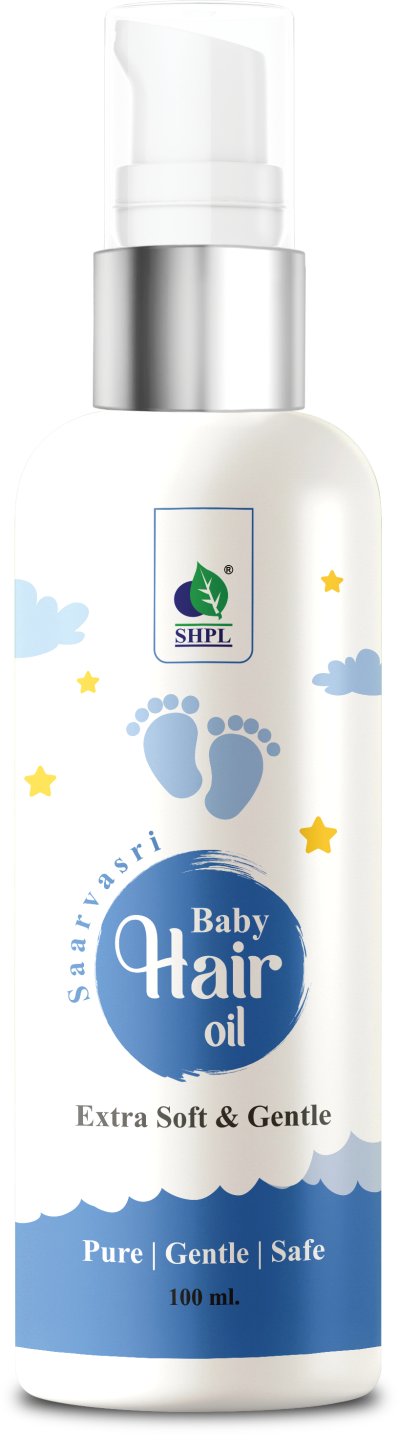 ®
SHPL
Saarvasri
Baby
Hair
oil
Extra Soft & Gentle
Pure | Gentle | Safe
100 ml.